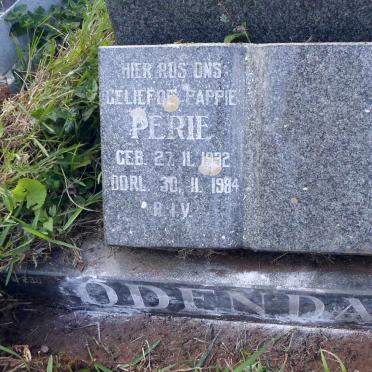 HIER RUS ONS
GELIEFDE PAPPIE
PERIE
GEB. 27. 11. 1932
OORL. 30. 11. 1984
R.I.V.
ODENDA